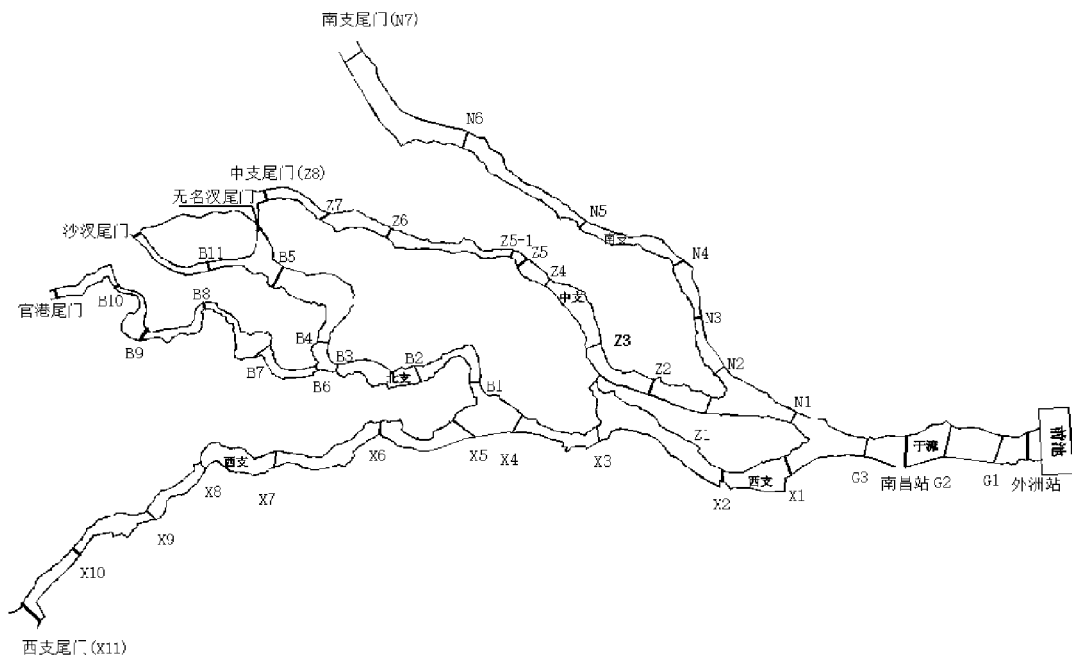 南支尾门(N7)
N6
中支尾门(Z8)
无名汊尾门
Z7
Z6
N5
南支
沙汊尾门
B11
B5
Z5-1
Z5
Z4
N4
中支
官港尾门
B10
B8
B9
B4
B3
B2
北支
B7
B6
B1
Z3
N3
Z2
N2
N1
Z1
干流
前池
X6
X5
X4
X3
西支
X8
X7
X2
西支
X1
G3
南昌站
G2
G1
外洲站
X9
X10
西支尾门(X11)